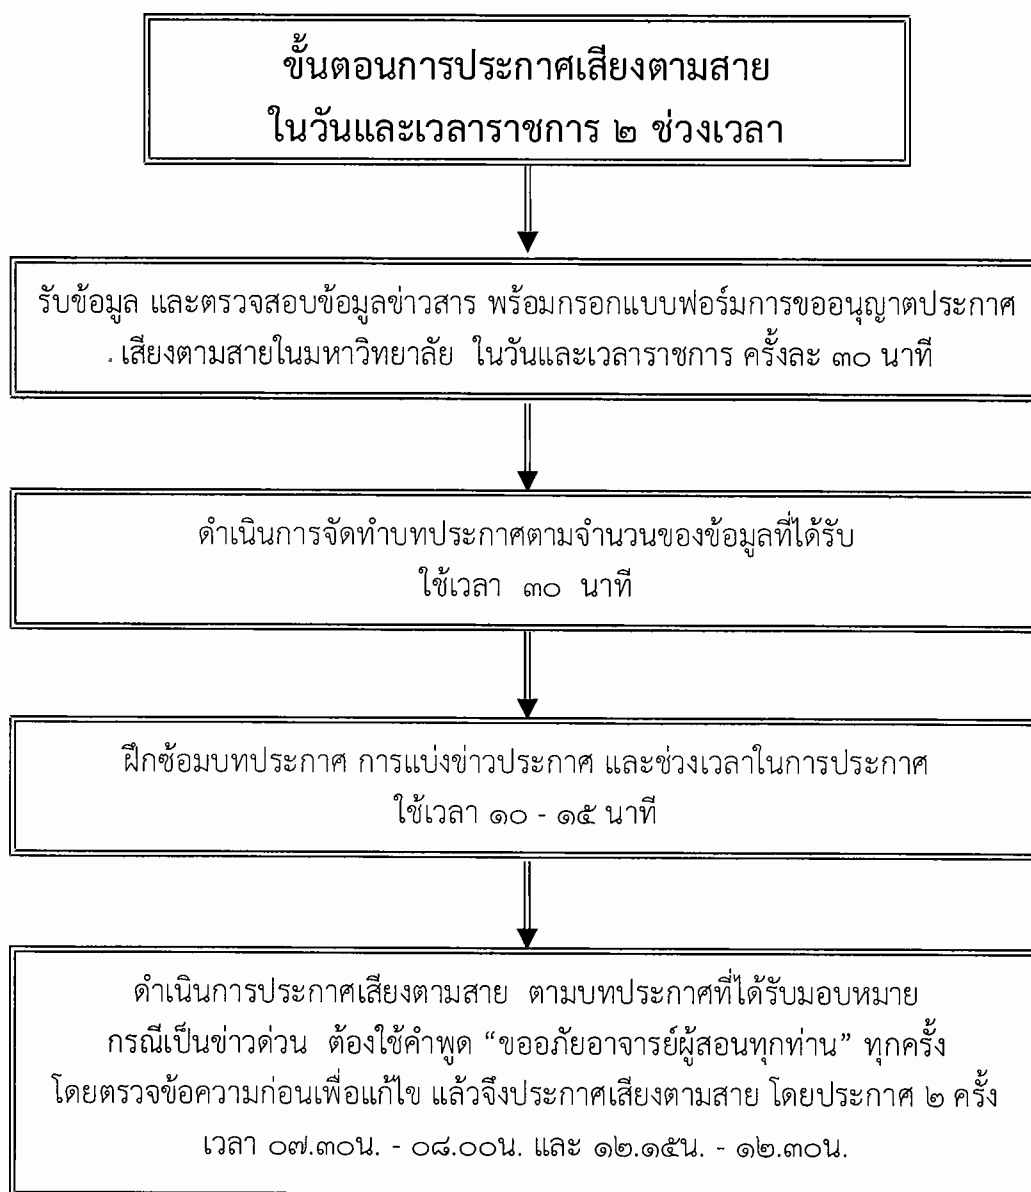 ขั้นตอนการประกาศเสียงตามสาย
ในวันและเวลาราชการ ๒ ช่วงเวลา
รับข้อมูล และตรวจสอบข้อมูลข่าวสาร พร้อมกรอกแบบฟอร์มการขออนุญาตประกาศ
เสียงตามสายในมหาวิทยาลัย ในวันและเวลาราชการ ครั้งละ ๓๐ นาที
ดำเนินการจัดทำบทประกาศตามจำนวนของข้อมูลที่ได้รับ
ใช้เวลา ๓๐ นาที
ฝึกซ้อมบทประกาศ การแบ่งข่าวประกาศ และช่วงเวลาในการประกาศ
ใช้เวลา ๑๐ - ๑๕ นาที
ดำเนินการประกาศเสียงตามสาย ตามบทประกาศที่ได้รับมอบหมาย
กรณีเป็นข่าวด่วน ต้องใช้คำพูด “ขออภัยอาจารย์ผู้สอนทุกท่าน” ทุกครั้ง
โดยตรวจข้อความก่อนเพื่อแก้ไข แล้วจึงประกาศเสียงตามสาย โดยประกาศ ๒ ครั้ง
เวลา ๐๗.๓๐น. - ๐๘.๐๐น. และ ๑๒.๑๕น. - ๑๒.๓๐น.